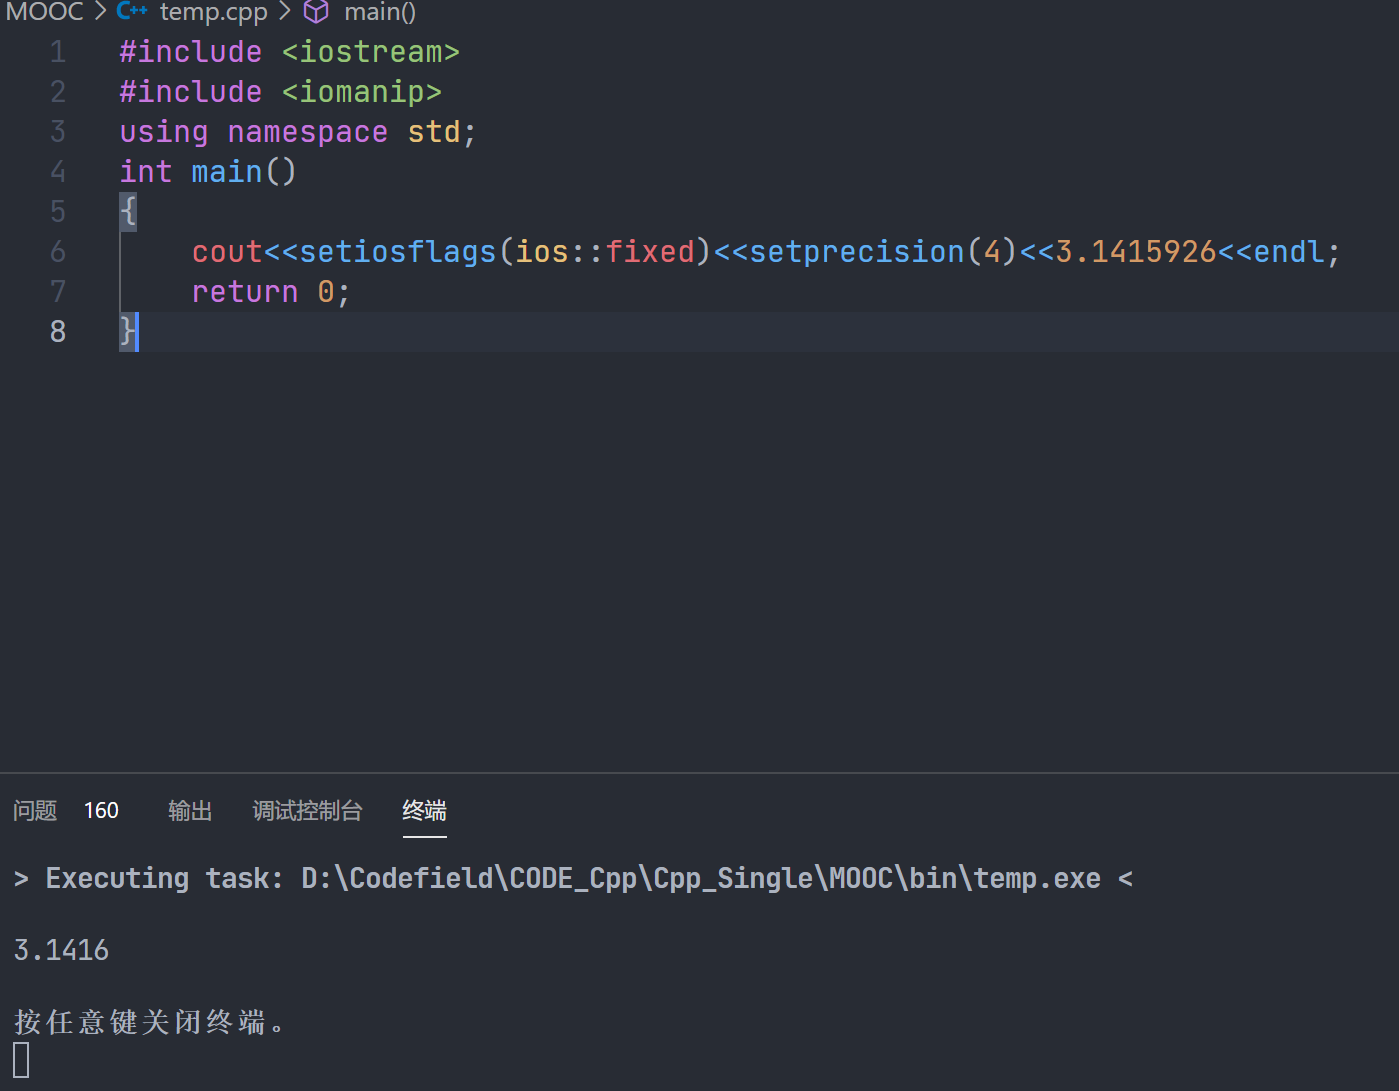 MOOC > C++ temp.cpp > main()
1 #include <iostream>
2 #include <iomanip>
3 using namespace std;
4 int main()
5 {
6     cout<<setiosflags(ios::fixed)<<setprecision(4)<<3.1415926<<endl;
7     return 0;
8 }
问题 160 输出 调试控制台 终端
> Executing task: D:\Codefield\CODE_Cpp\Cpp_Single\MOOC\bin\temp.exe <
3.1416
按任意键关闭终端。